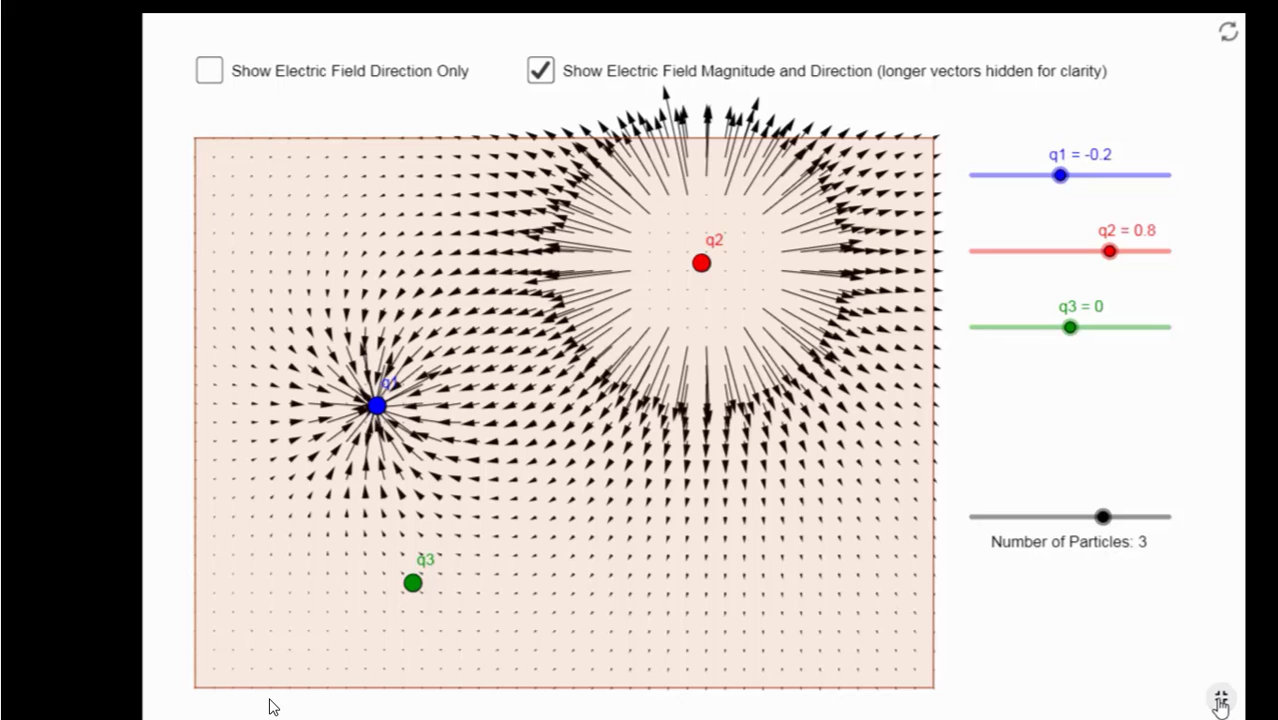 Show Electric Field Direction Only
Show Electric Field Magnitude and Direction (longer vectors hidden for clarity)
q1 = -0.2
q2 = 0.8
q2
q3 = 0
q1
Number of Particles: 3
q3